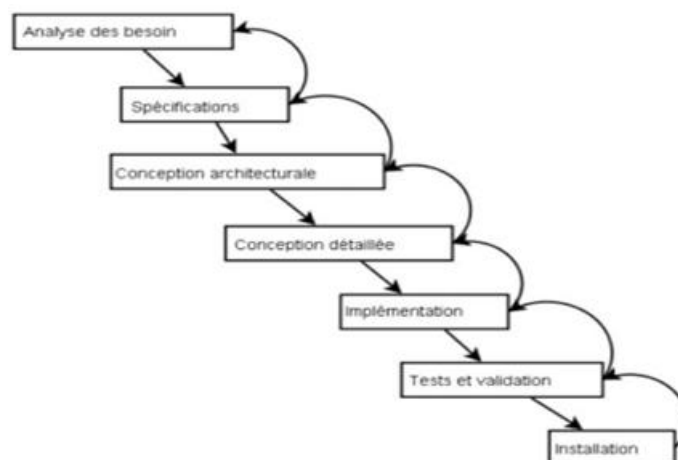 Analyse des besoin
Spécifications
Conception architecturale
Conception détaillée
Implémentation
Tests et validation
Installation